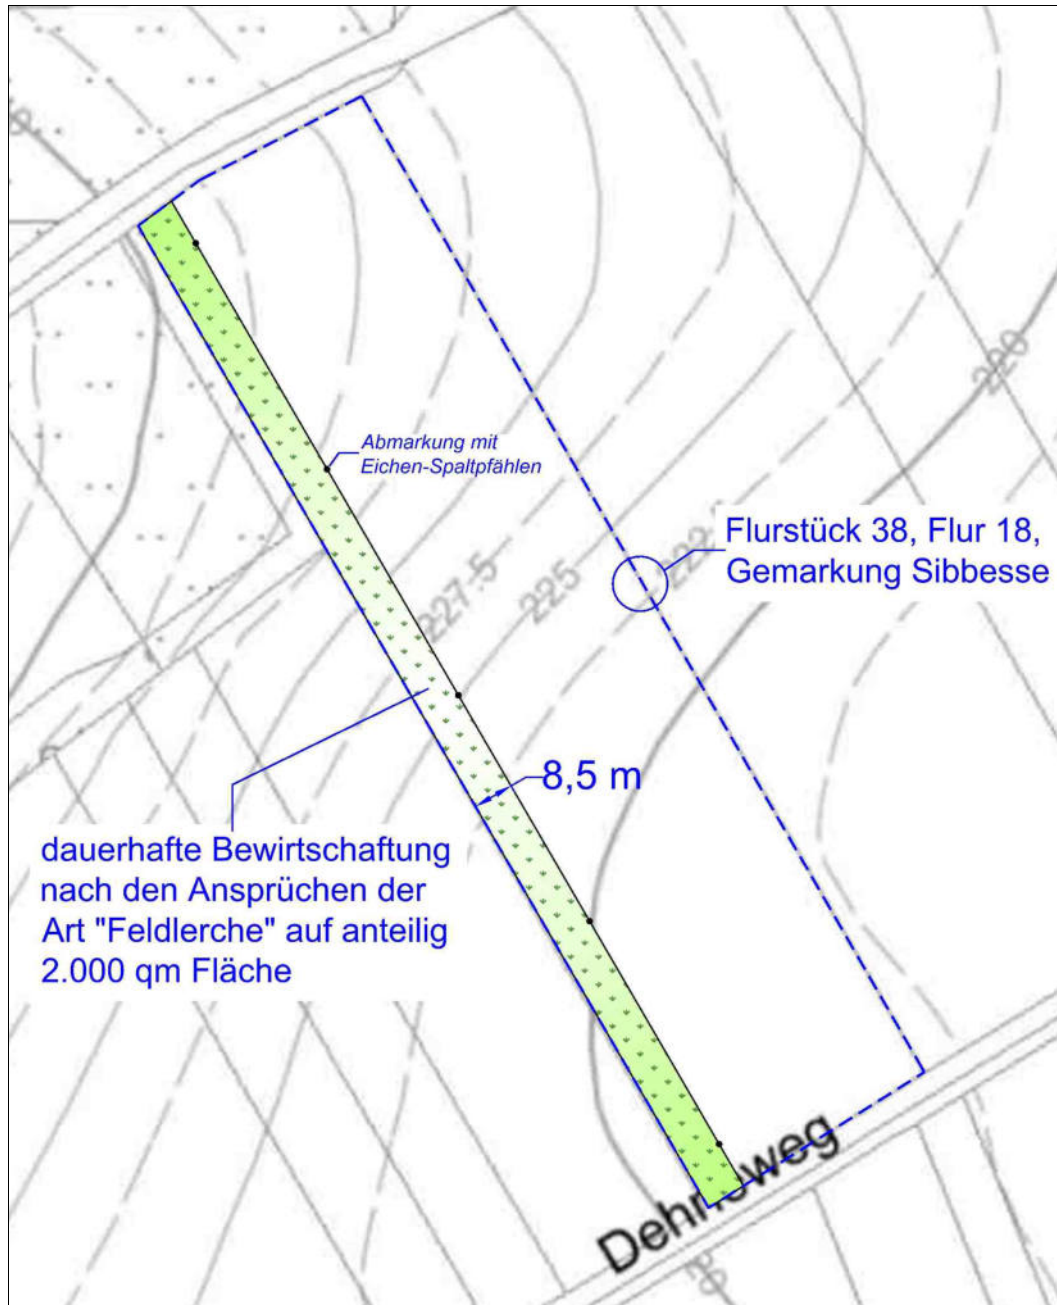 220
Abmarkung mit
Eichen-Spaltpfählen
Flurstück 38, Flur 18,
Gemarkung Sibbesse
227.5
225
8,5 m
dauerhafte Bewirtschaftung
nach den Ansprüchen der
Art "Feldlerche" auf anteilig
2.000 qm Fläche